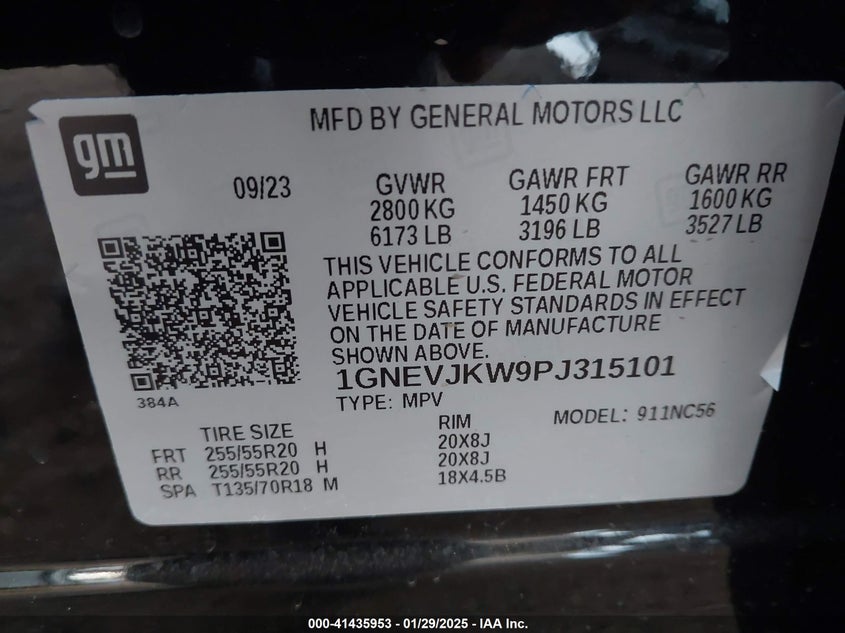 MFD BY GENERAL MOTORS LLC
gm
09/23
GVWR
2800 KG
6173 LB
GAWR FRT
1450 KG
3196 LB
GAWR RR
1600 KG
3527 LB
THIS VEHICLE CONFORMS TO ALL
APPLICABLE U.S. FEDERAL MOTOR
VEHICLE SAFETY STANDARDS IN EFFECT
ON THE DATE OF MANUFACTURE
SHOWN ABOVE.
1GNEVJKW9PJ315101
384A
TYPE: MPV
MODEL: 911NC56
TIRE SIZE RIM
FRT 255/55R20 H 20X8J
RR 255/55R20 H 20X8J
SPA T135/70R18 M 18X4.5B
000-41435953 - 01/29/2025 - IAA Inc.